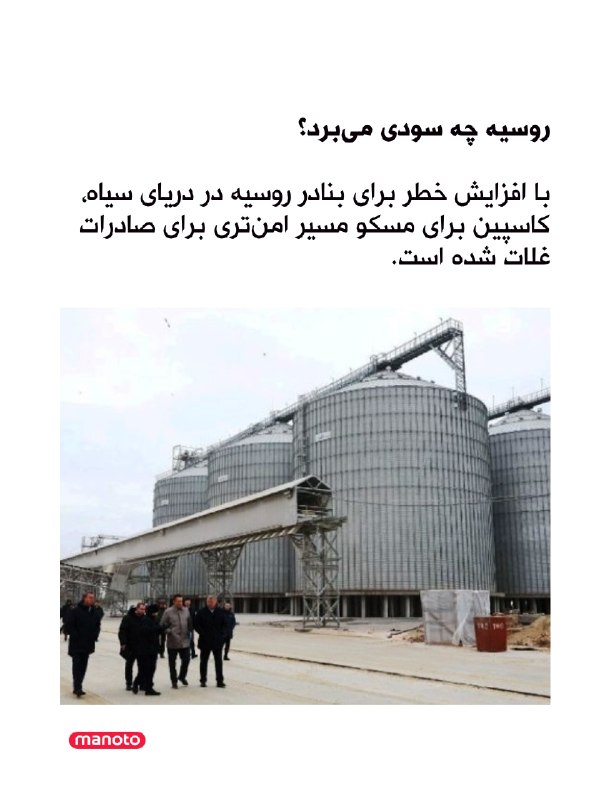 روسیه چه سودی می‌برد؟
با افزایش خطر برای بنادر روسیه در دریای سیاه،
کاسپین برای مسکو مسیر امن‌تری برای صادرات
غلات شده است.
manoto